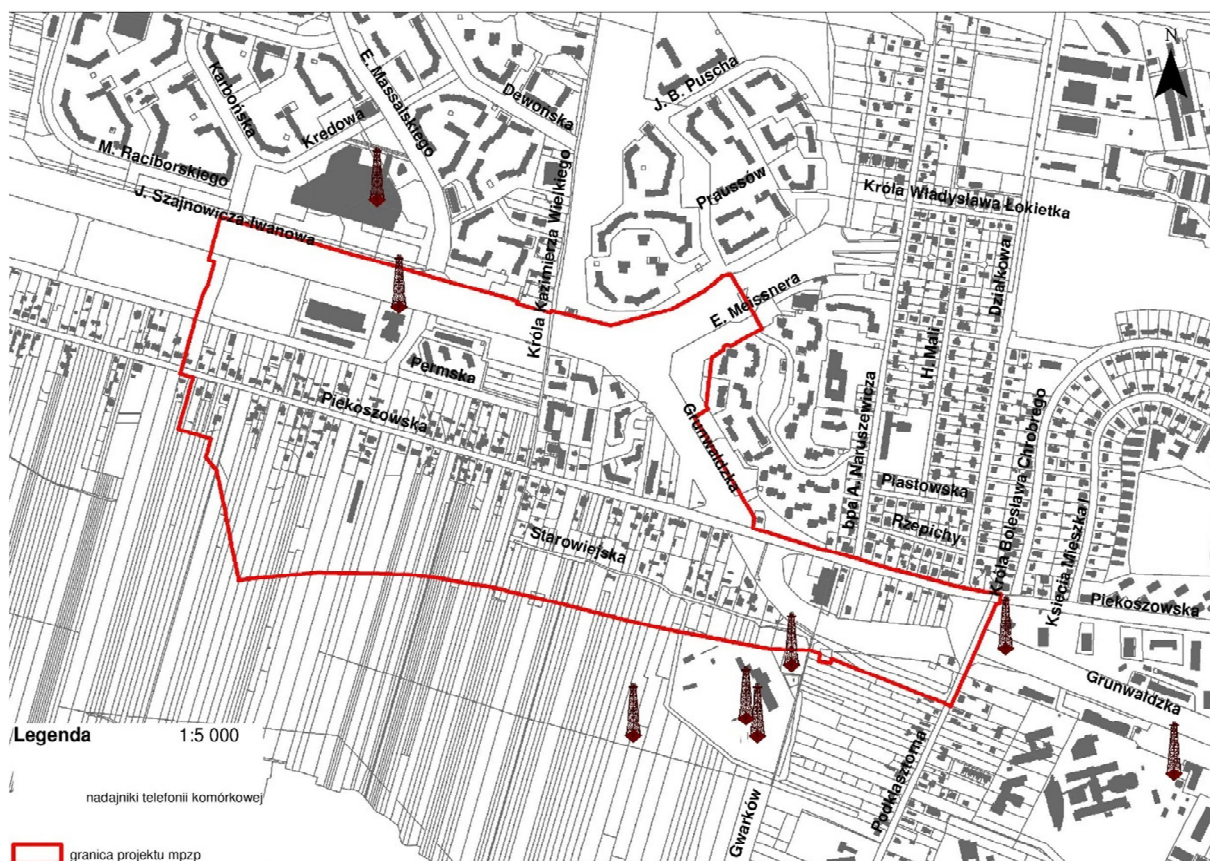 N
J. B. Puscha
E. Massalskiego
Karbońska
Dewońska
Kredowa
M. Raciborskiego
Praussów
Króla Władysława Łokietka
J. Szajnowicza-Iwanowa
Króla Kazimierza Wielkiego
Działkowa
E. Meissnera
H. Mali
Permska
Piekoszowska
Grunwaldzka
bpa A. Naruszewicza
Króla Bolesława Chrobrego
Księcia Mieszka I
Piastowska
Rzepichy
Starowiejska
Piekoszowska
Grunwaldzka
Podklasztorna
Gwarków
Legenda 1:5 000
nadajniki telefonii komórkowej
granica projektu mpzp